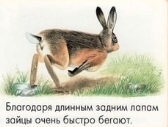 Благодаря длинным задним лапам
зайцы очень быстро бегают.